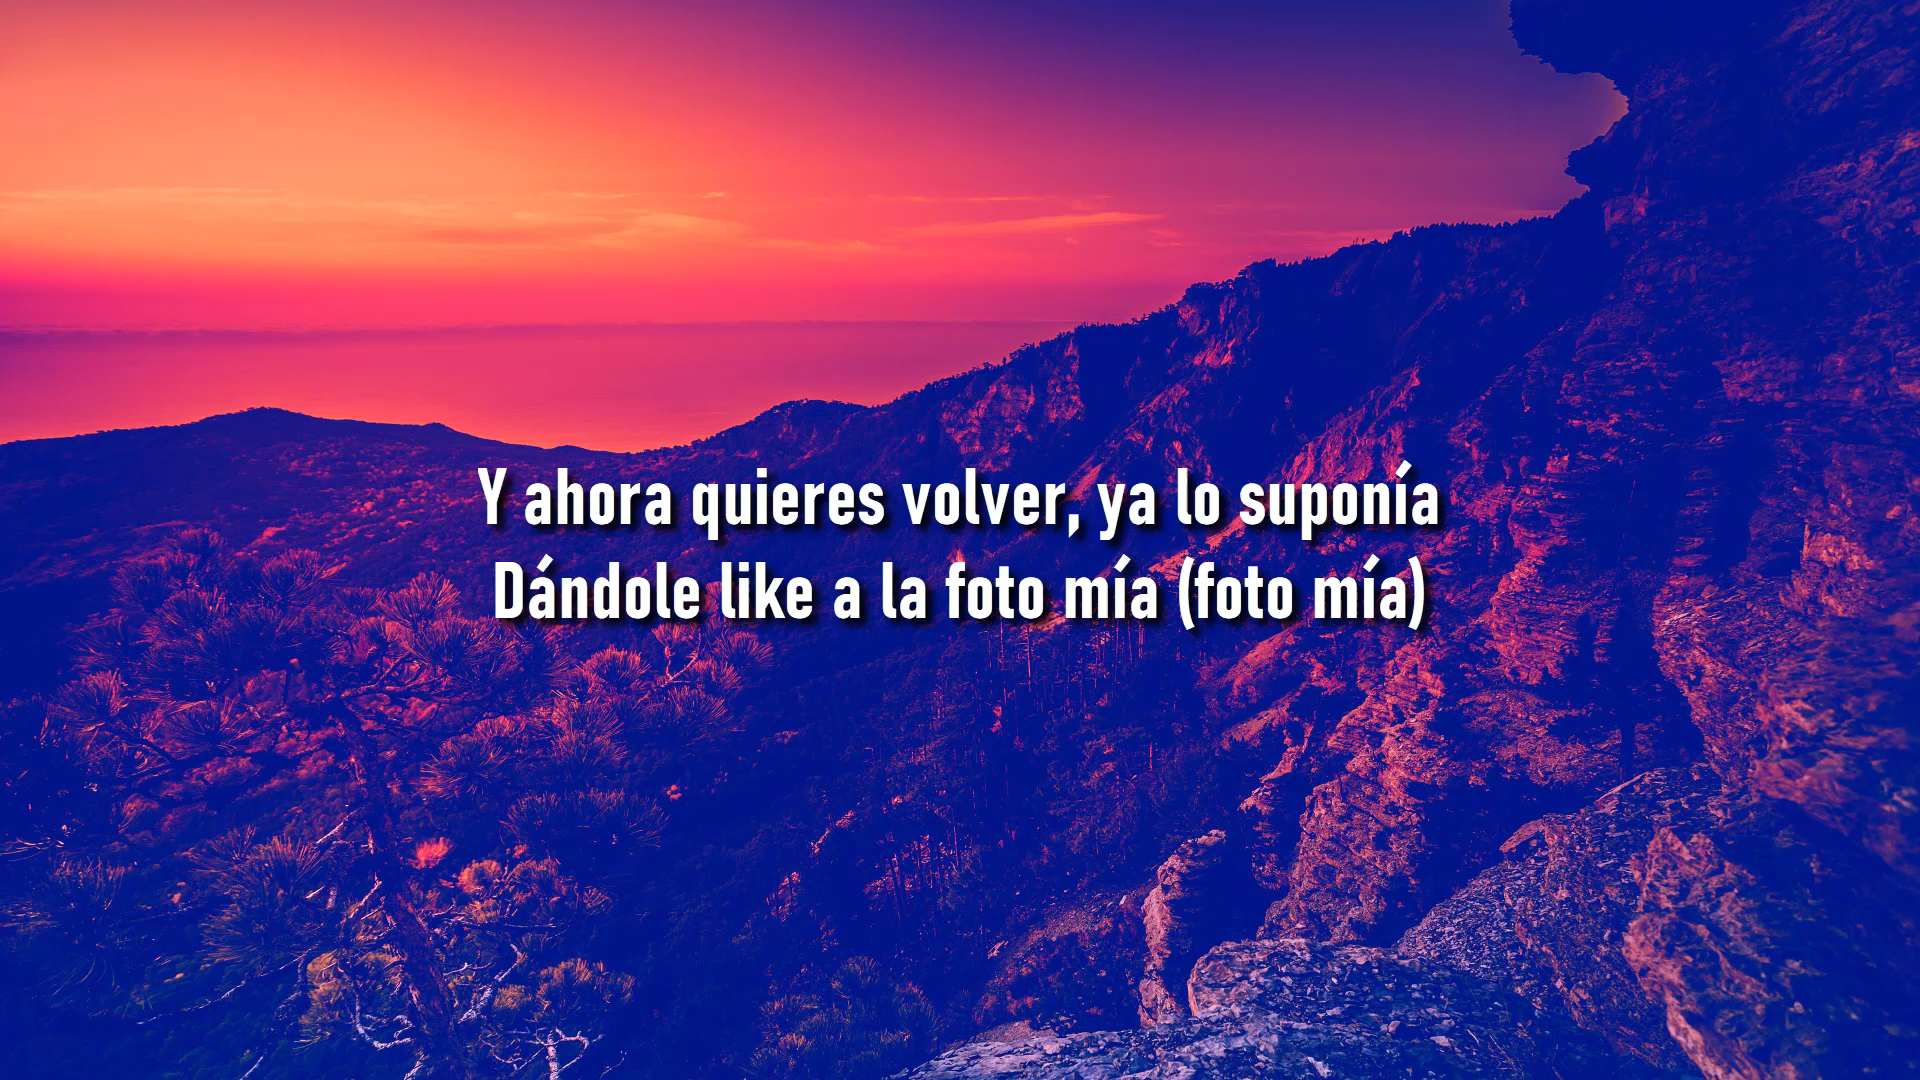 Y ahora quieres volver, ya lo suponía
Dándole like a la foto mía (foto mía)